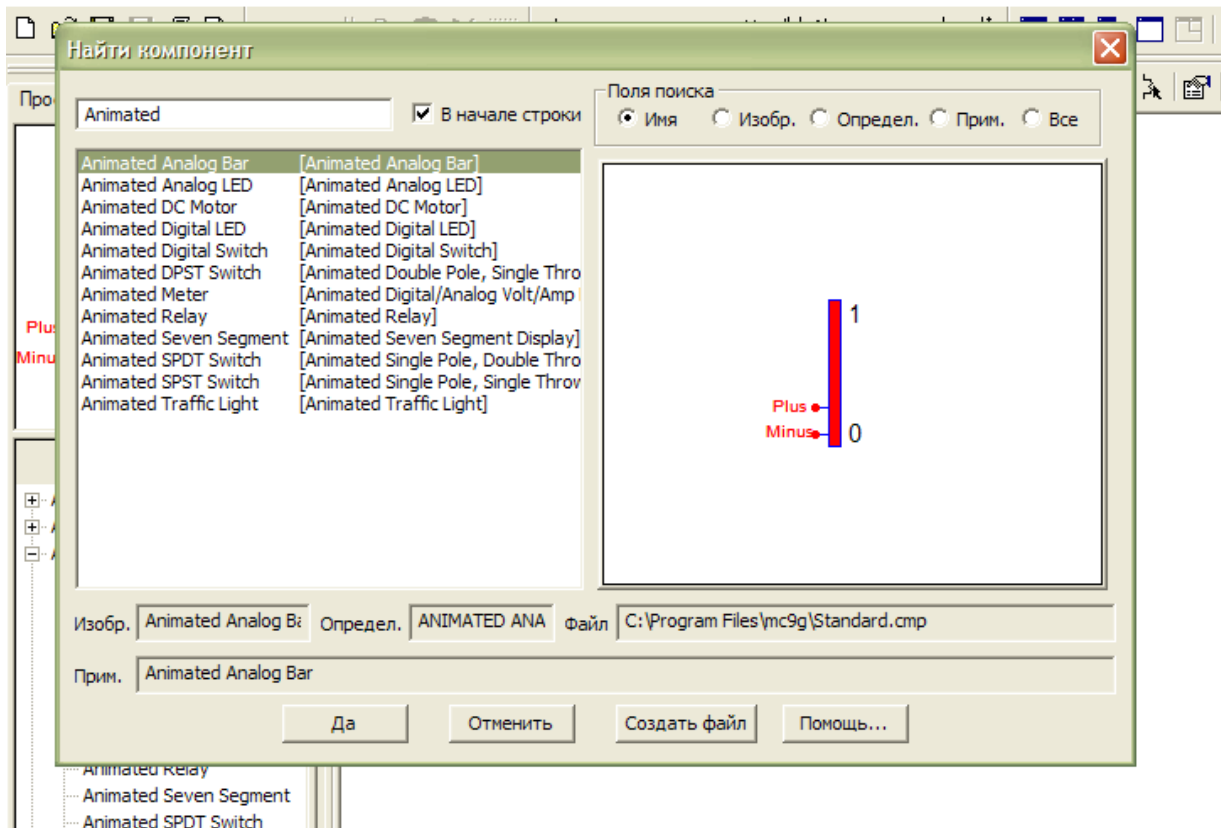 Найти компонент
Про
Animated
В начале строки
Поля поиска
Имя Изобр. Определ. Прим. Все
Animated Analog Bar [Animated Analog Bar]
Animated Analog LED [Animated Analog LED]
Animated DC Motor [Animated DC Motor]
Animated Digital LED [Animated Digital LED]
Animated Digital Switch [Animated Digital Switch]
Animated DPST Switch [Animated Double Pole, Single Thro
Animated Meter [Animated Digital/Analog Volt/Amp
Animated Relay [Animated Relay]
Animated Seven Segment [Animated Seven Segment Display]
Animated SPDT Switch [Animated Single Pole, Double Thro
Animated SPST Switch [Animated Single Pole, Single Throw
Animated Traffic Light [Animated Traffic Light]
1
Plus
Minus
0
Plus
Minu
Изобр. Animated Analog Ba Определ. ANIMATED ANA Файл C:\Program Files\mc9g\Standard.cmp
Прим. Animated Analog Bar
Да Отменить Создать файл Помощь...
Animated Relay
Animated Seven Segment
Animated SPDT Switch